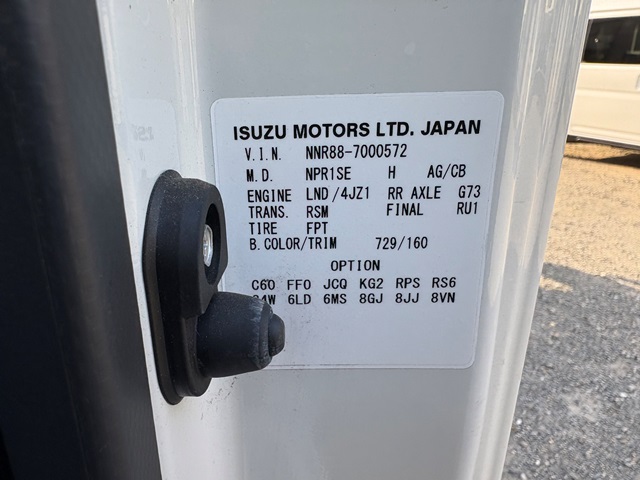 ISUZU MOTORS LTD. JAPAN
V.I.N. NNR88-7000572
M.D. NPR1SE H AG/CB
ENGINE LND/4JZ1 RR AXLE G73
TRANS. RSM FINAL RU1
TIRE FPT
B.COLOR/TRIM 729/160
OPTION
C60 FF0 JCQ KG2 RPS RS6
6LD 6MS 8GJ 8JJ 8VN